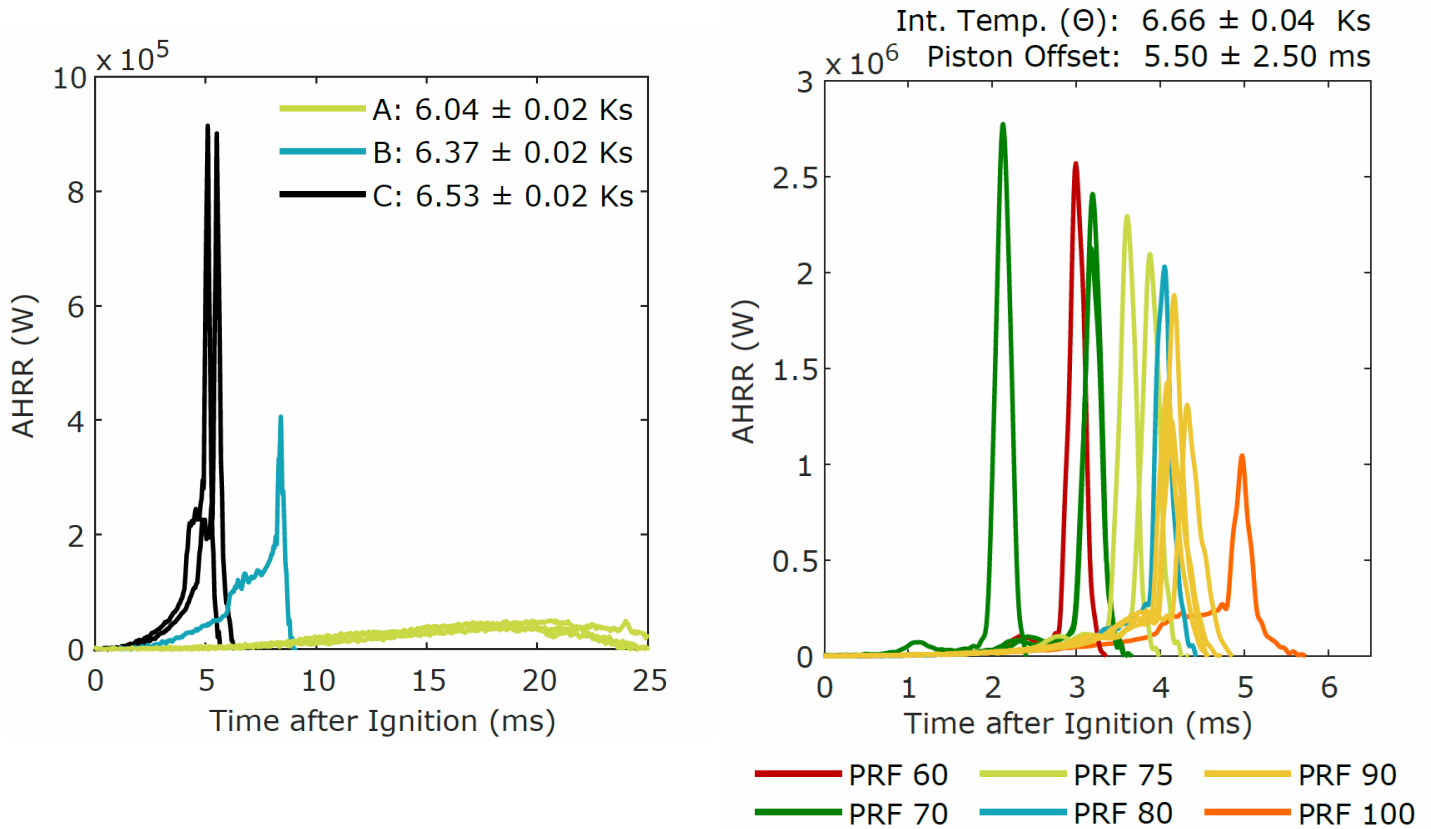 x 10^5
10
8
6
4
2
0
AHRR (W)
A: 6.04 ± 0.02 Ks
B: 6.37 ± 0.02 Ks
C: 6.53 ± 0.02 Ks
0 5 10 15 20 25
Time after Ignition (ms)
Int. Temp. (Θ): 6.66 ± 0.04 Ks
Piston Offset: 5.50 ± 2.50 ms
x 10^6
3
2.5
2
1.5
1
0.5
0
AHRR (W)
0 1 2 3 4 5 6
Time after Ignition (ms)
PRF 60 PRF 75 PRF 90
PRF 70 PRF 80 PRF 100